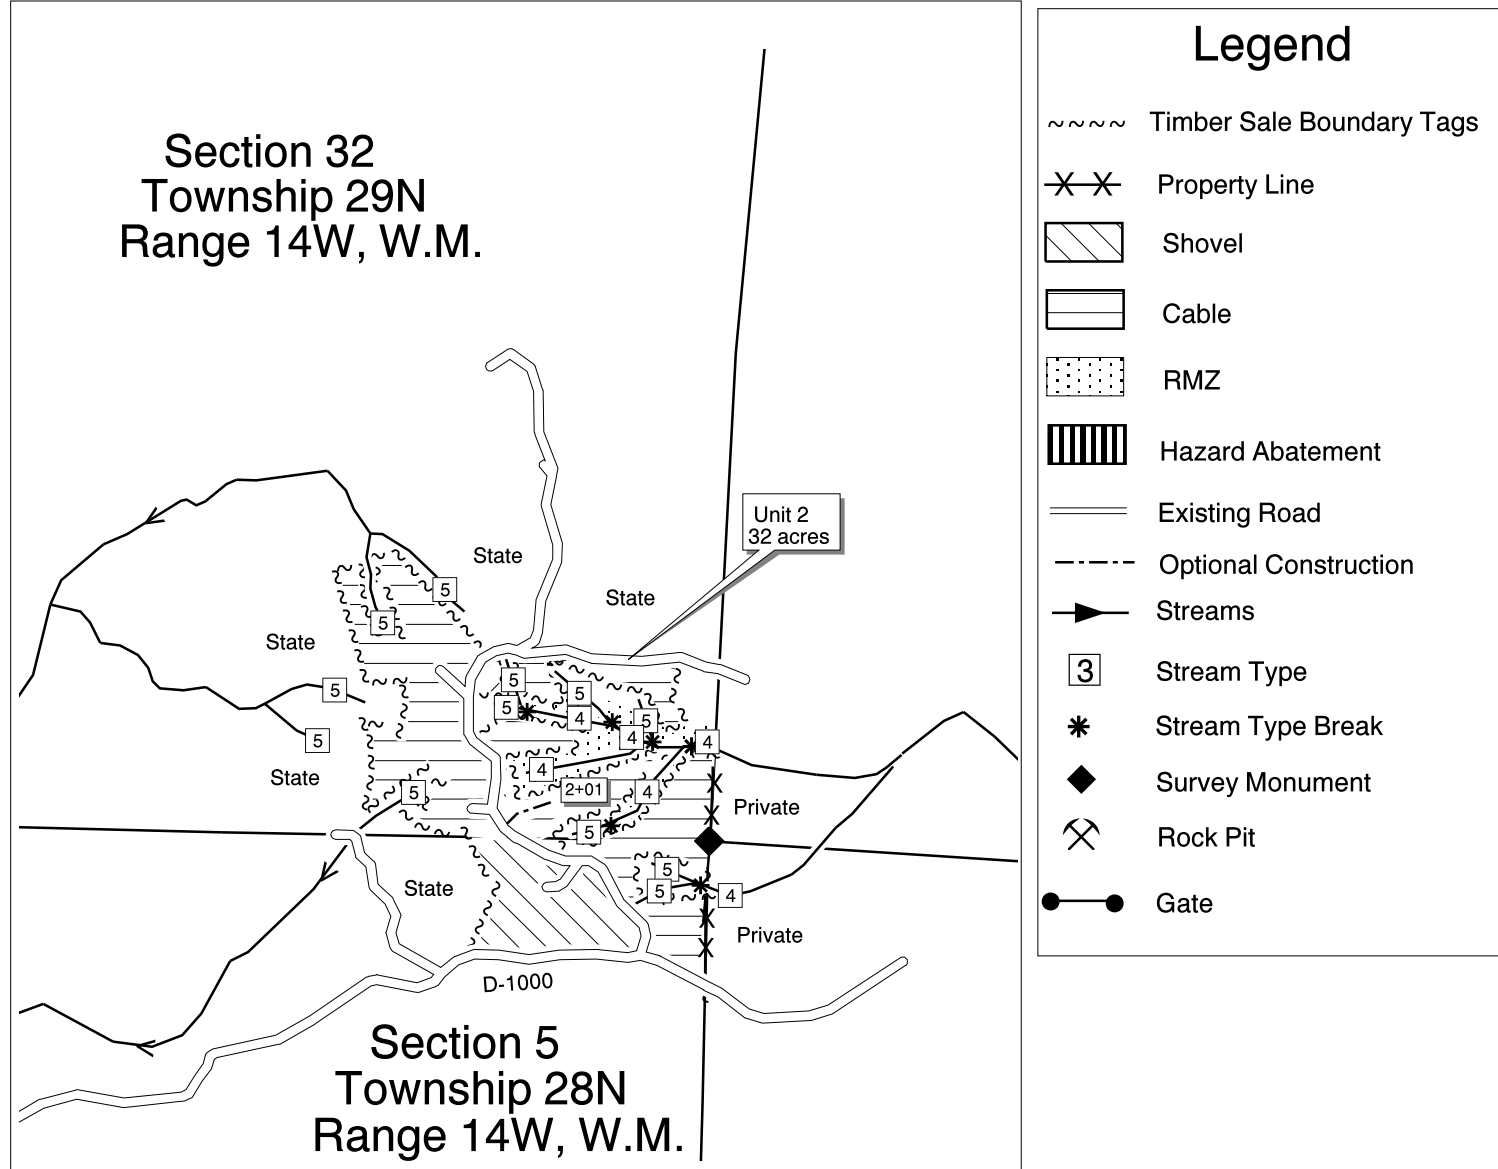 Section 32
Township 29N
Range 14W, W.M.
Unit 2
32 acres
State
State
State
5
5
5
5
5
5
4
5
5
4
4
4
5
State
2+01
4
5
5
Private
State
5
5
4
Private
D-1000
Section 5
Township 28N
Range 14W, W.M.
Legend
~~~~ Timber Sale Boundary Tags
X X Property Line
Shovel
Cable
RMZ
Hazard Abatement
Existing Road
Optional Construction
Streams
3 Stream Type
Stream Type Break
Survey Monument
Rock Pit
Gate